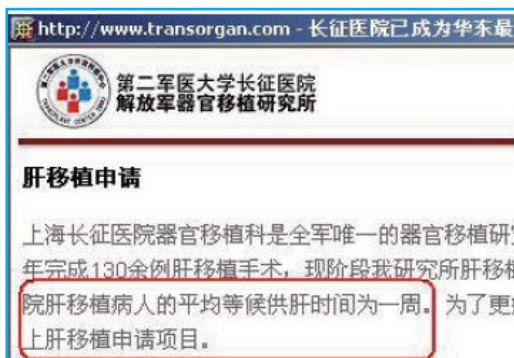 http://www.transorgan.com - 长征医院已成为华东最
第二军医大学长征医院
解放军器官移植研究所
肝移植申请
上海长征医院器官移植科是全军唯一的器官移植研究
年完成130余例肝移植手术，现阶段我研究所肝移植
院肝移植病人的平均等候供肝时间为一周。为了更
上肝移植申请项目。